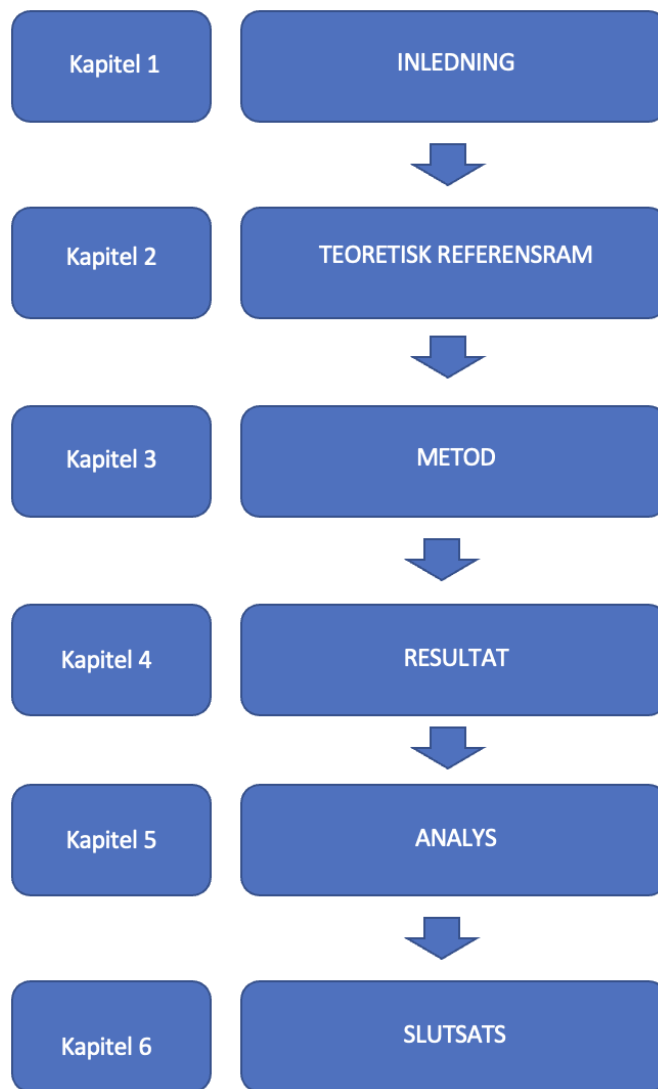 Kapitel 1
INLEDNING
Kapitel 2
TEORETISK REFERENSRAM
Kapitel 3
METOD
Kapitel 4
RESULTAT
Kapitel 5
ANALYS
Kapitel 6
SLUTSATS